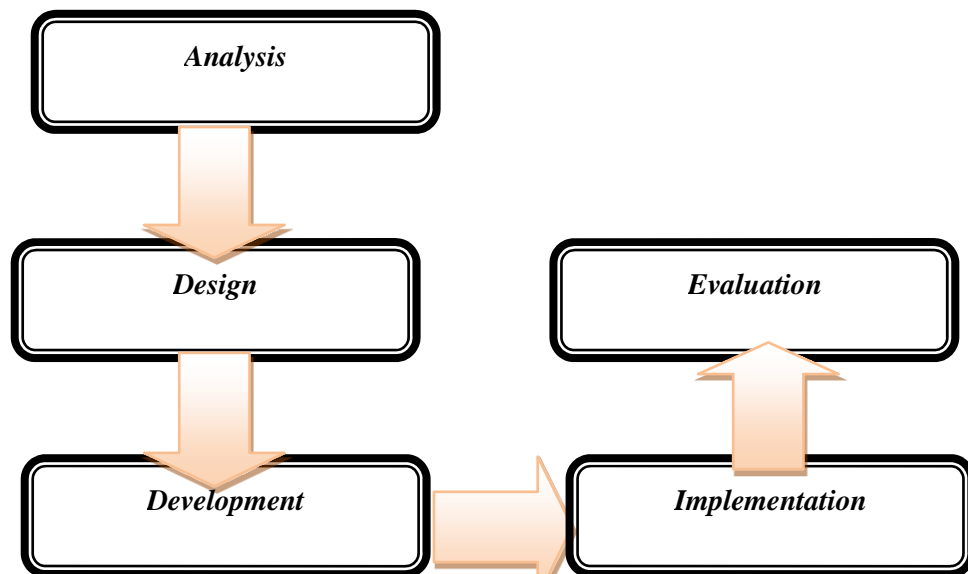 Analysis
Design
Development
Implementation
Evaluation